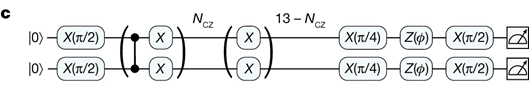 c
N_CZ 13 − N_CZ
|0⟩ X(π/2) X X X(π/4) Z(ϕ) X(π/2)
|0⟩ X(π/2) X X X(π/4) Z(ϕ) X(π/2)